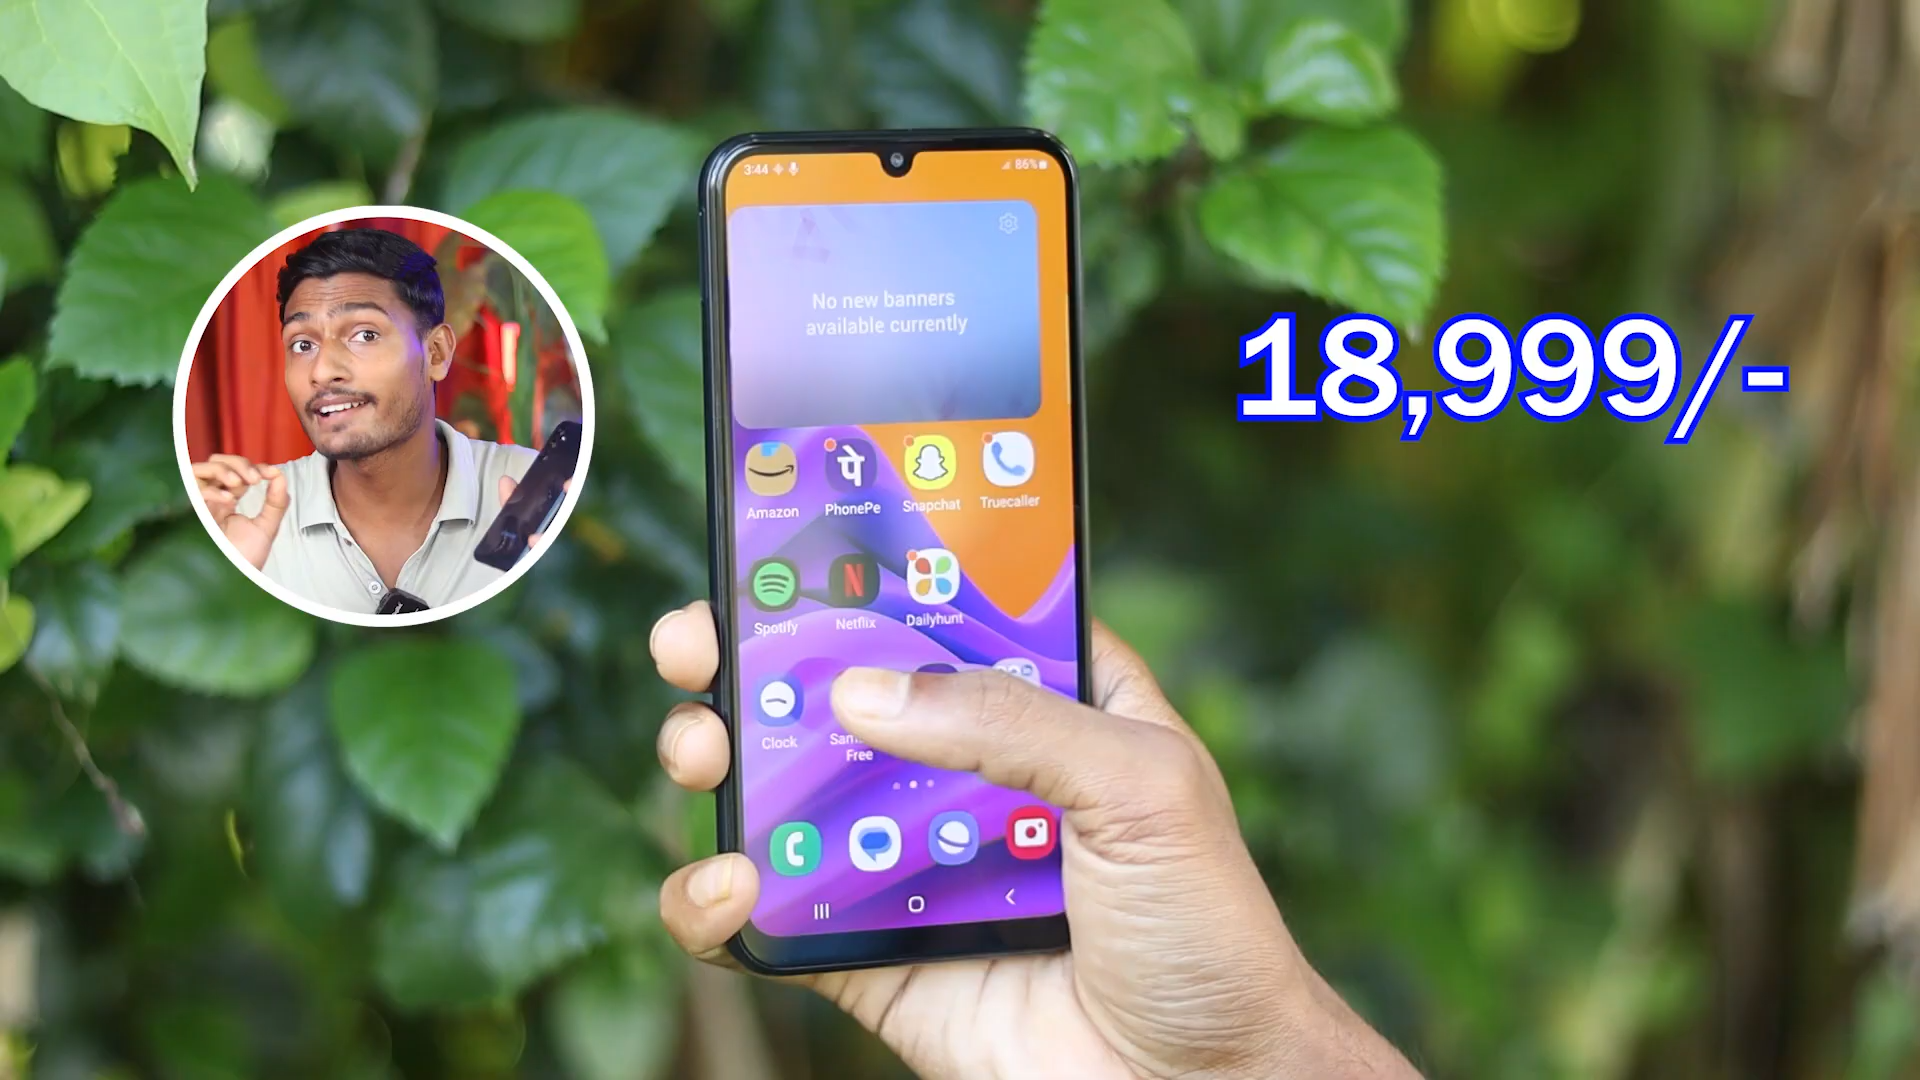 3:44
86%
No new banners
available currently
18,999/-
पे
Amazon
PhonePe
Snapchat
Truecaller
N
Spotify
Netflix
Dailyhunt
Clock
Free